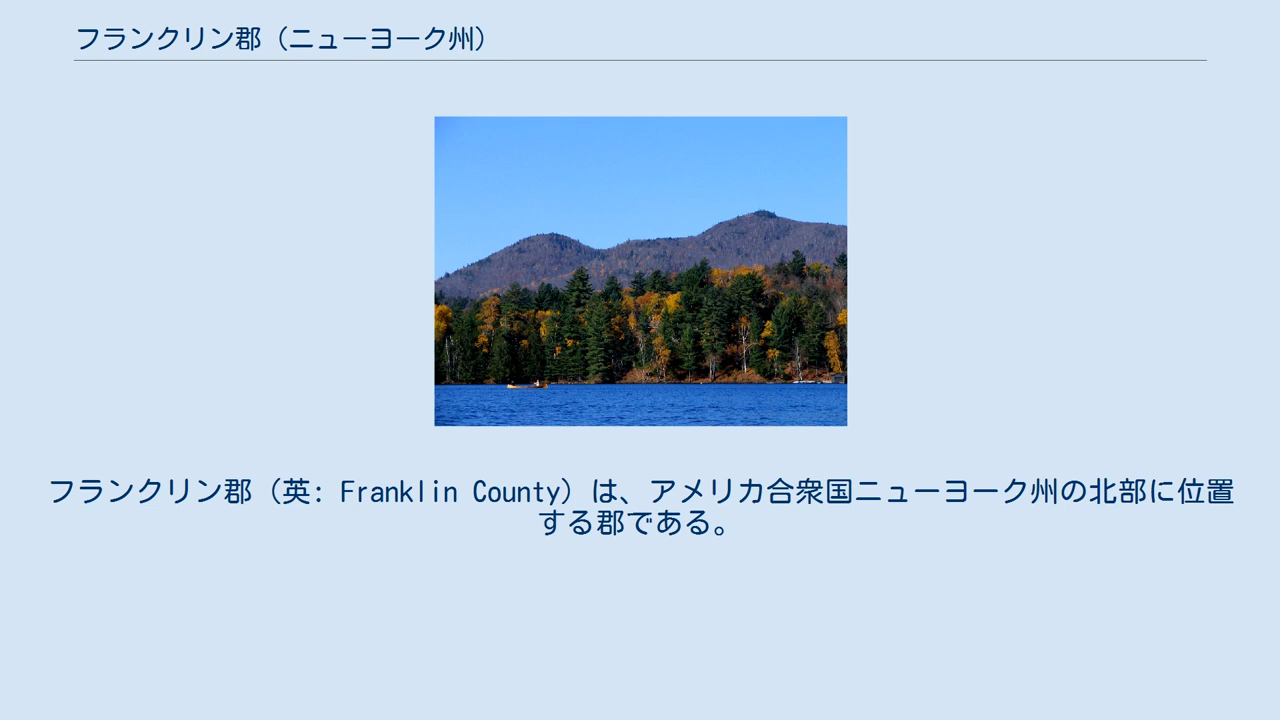 フランクリン郡（ニューヨーク州）
フランクリン郡（英: Franklin County）は、アメリカ合衆国ニューヨーク州の北部に位置
する郡である。